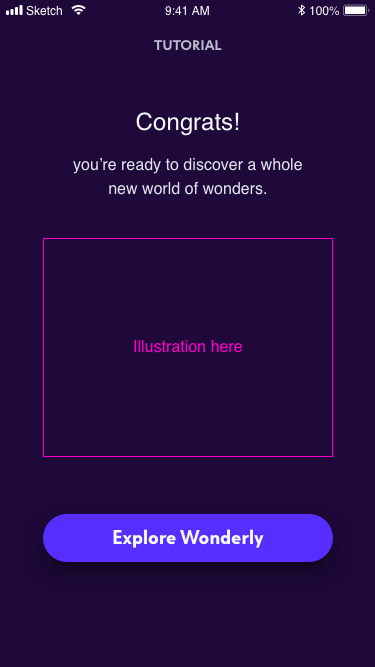 Sketch 9:41 AM 100%
TUTORIAL
Congrats!
you’re ready to discover a whole
new world of wonders.
Illustration here
Explore Wonderly